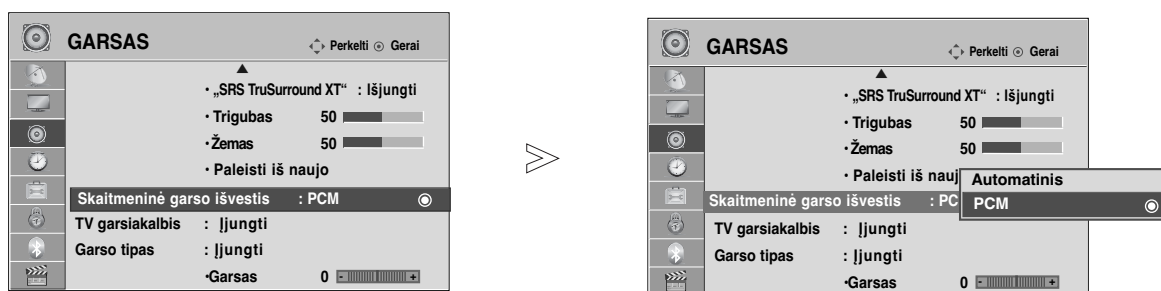 GARSAS
Perkelti Gerai
• „SRS TruSurround XT“ : Išjungti
• Trigubas 50
• Žemas 50
• Paleisti iš naujo
Skaitmeninė garso išvestis : PCM
TV garsiakalbis : Įjungti
Garso tipas : Įjungti
•Garsas 0 - +
>
GARSAS
Perkelti Gerai
• „SRS TruSurround XT“ : Išjungti
• Trigubas 50
• Žemas 50
• Paleisti iš nauj
Automatinis
Skaitmeninė garso išvestis : PC
PCM
TV garsiakalbis : Įjungti
Garso tipas : Įjungti
•Garsas 0 - +